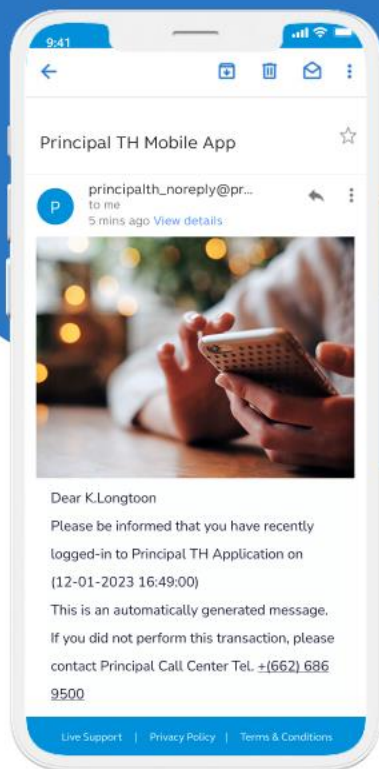 9:41
Principal TH Mobile App
P
principalth_noreply@pr...
to me
5 mins ago View details
Dear K.Longtoon
Please be informed that you have recently
logged-in to Principal TH Application on
(12-01-2023 16:49:00)
This is an automatically generated message.
If you did not perform this transaction, please
contact Principal Call Center Tel. +(662) 686
9500
Live Support | Privacy Policy | Terms & Conditions